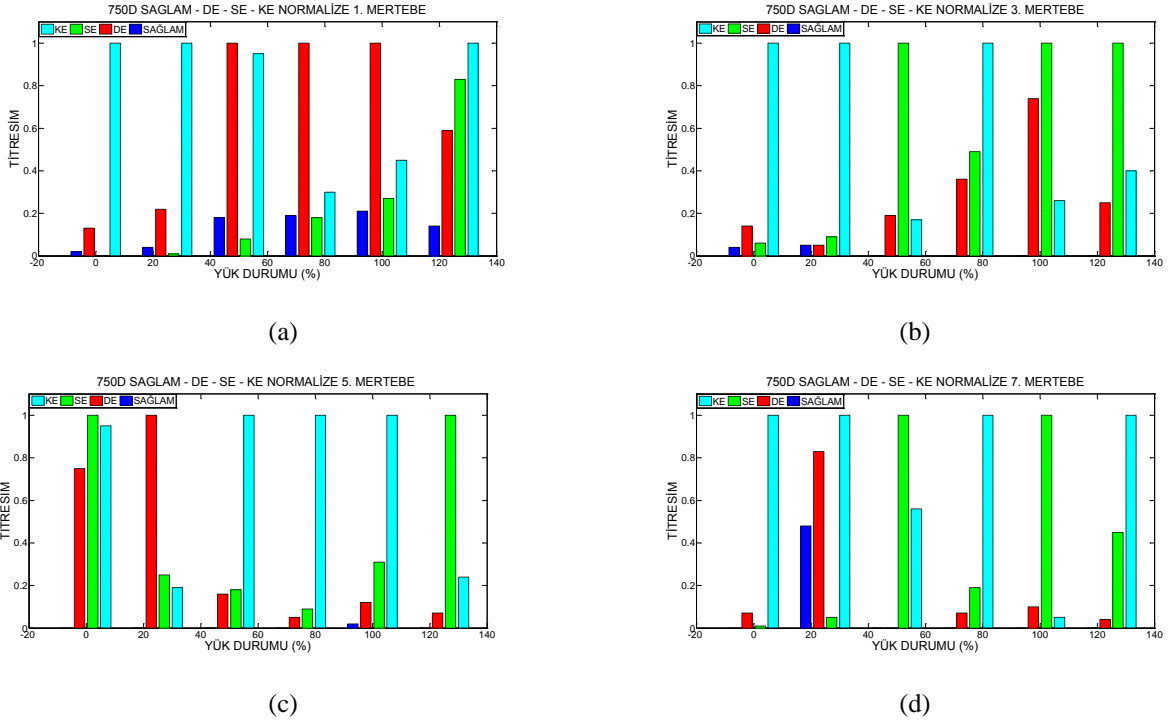 750D SAGLAM - DE - SE - KE NORMALİZE 1. MERTEBE
KE SE DE SAĞLAM
1
0.8
0.6
0.4
0.2
0
TİTRESİM
-20 0 20 40 60 80 100 120 140
YÜK DURUMU (%)
(a)
750D SAGLAM - DE - SE - KE NORMALİZE 3. MERTEBE
KE SE DE SAĞLAM
1
0.8
0.6
0.4
0.2
0
TİTRESİM
-20 0 20 40 60 80 100 120 140
YÜK DURUMU (%)
(b)
750D SAGLAM - DE - SE - KE NORMALİZE 5. MERTEBE
KE SE DE SAĞLAM
1
0.8
0.6
0.4
0.2
0
TİTRESİM
-20 0 20 40 60 80 100 120 140
YÜK DURUMU (%)
(c)
750D SAGLAM - DE - SE - KE NORMALİZE 7. MERTEBE
KE SE DE SAĞLAM
1
0.8
0.6
0.4
0.2
0
TİTRESİM
-20 0 20 40 60 80 100 120 140
YÜK DURUMU (%)
(d)